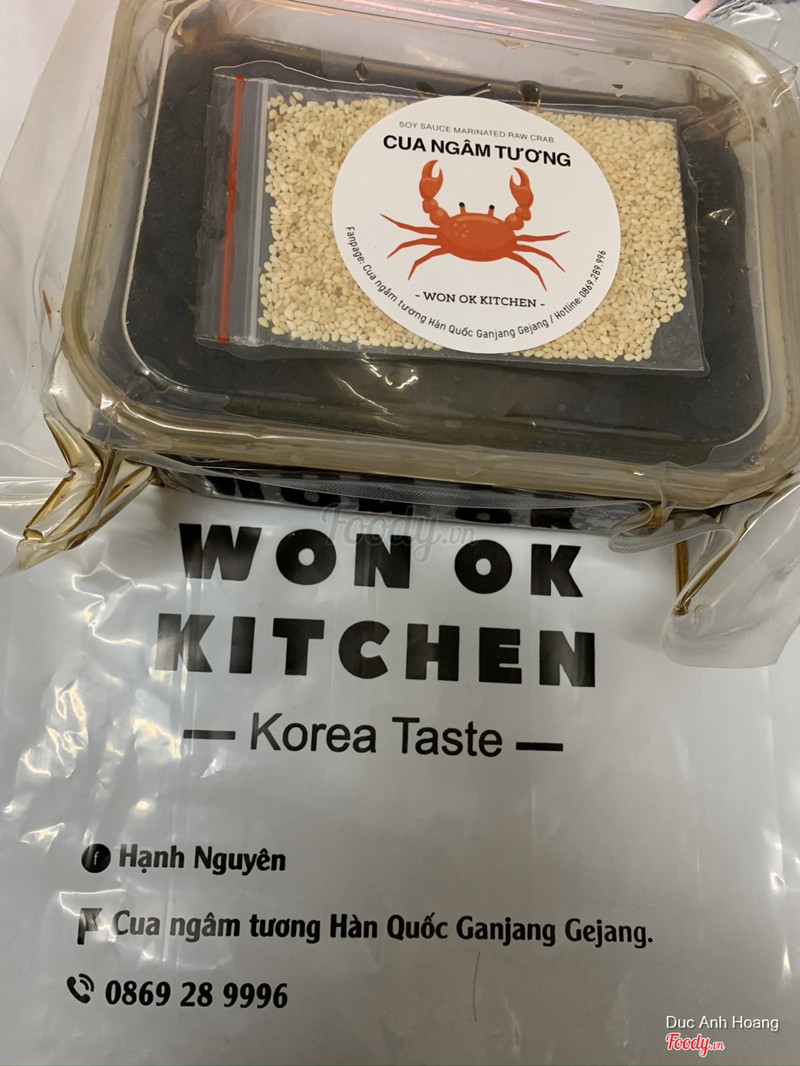 SOY SAUCE MARINATED RAW CRAB
CUA NGÂM TƯƠNG
- WON OK KITCHEN -
Fanpage: Cua ngâm tương Hàn Quốc Ganjang Gejang / Hotline: 0869.289.996
Foody.vn
WON OK
KITCHEN
— Korea Taste —
f Hạnh Nguyên
Cua ngâm tương Hàn Quốc Ganjang Gejang.
0869 28 9996
Duc Anh Hoang
Foody.vn